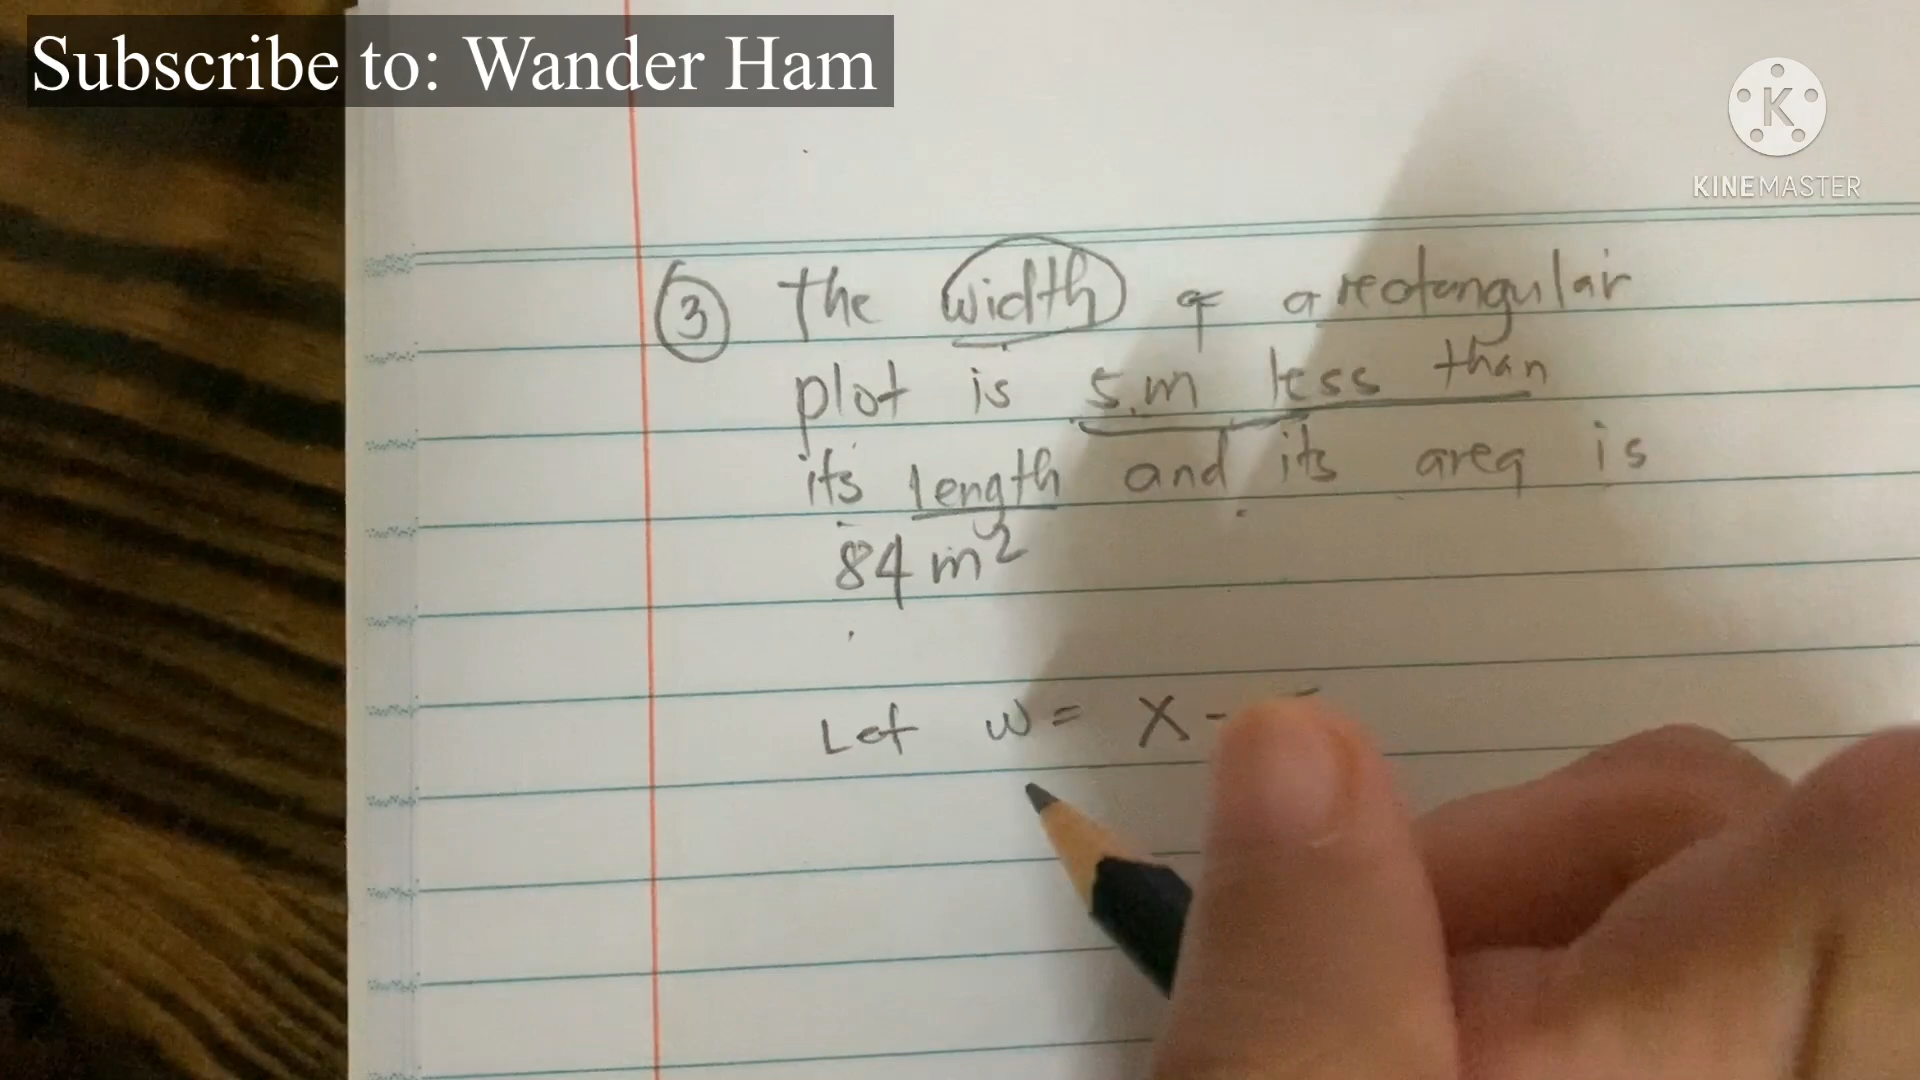 Subscribe to: Wander Ham
KINEMASTER
3 The width of a rectangular
plot is 5 m less than
its length and its area is
84 m²
Let w = X -